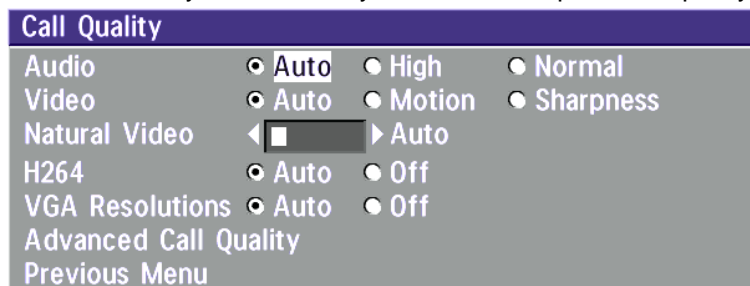 Call Quality
Audio Auto High Normal
Video Auto Motion Sharpness
Natural Video Auto
H264 Auto Off
VGA Resolutions Auto Off
Advanced Call Quality
Previous Menu